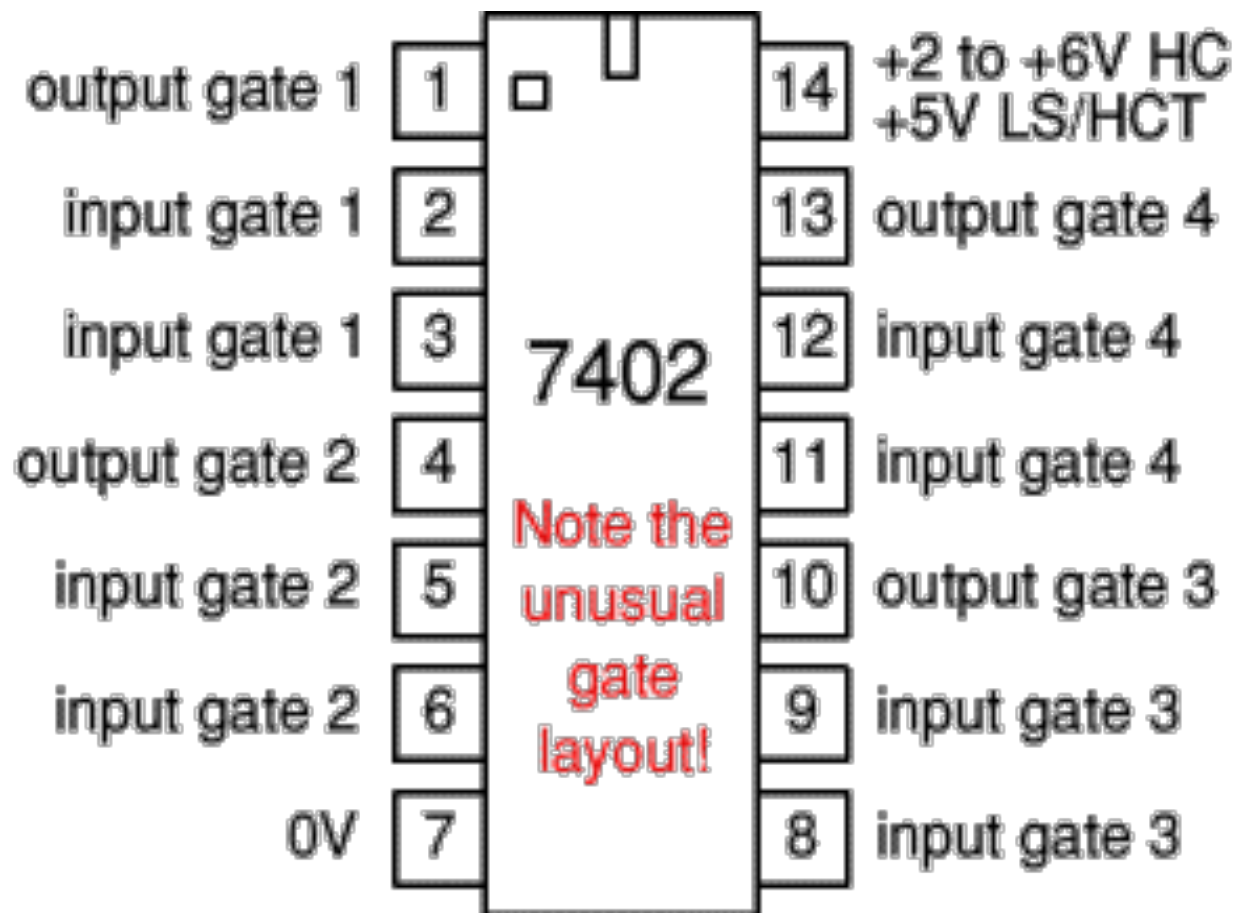 output gate 1
1
14
+2 to +6V HC
+5V LS/HCT
input gate 1
2
13
output gate 4
input gate 1
3
12
input gate 4
7402
output gate 2
4
11
input gate 4
Note the
unusual
gate
layout!
input gate 2
5
10
output gate 3
input gate 2
6
9
input gate 3
0V
7
8
input gate 3